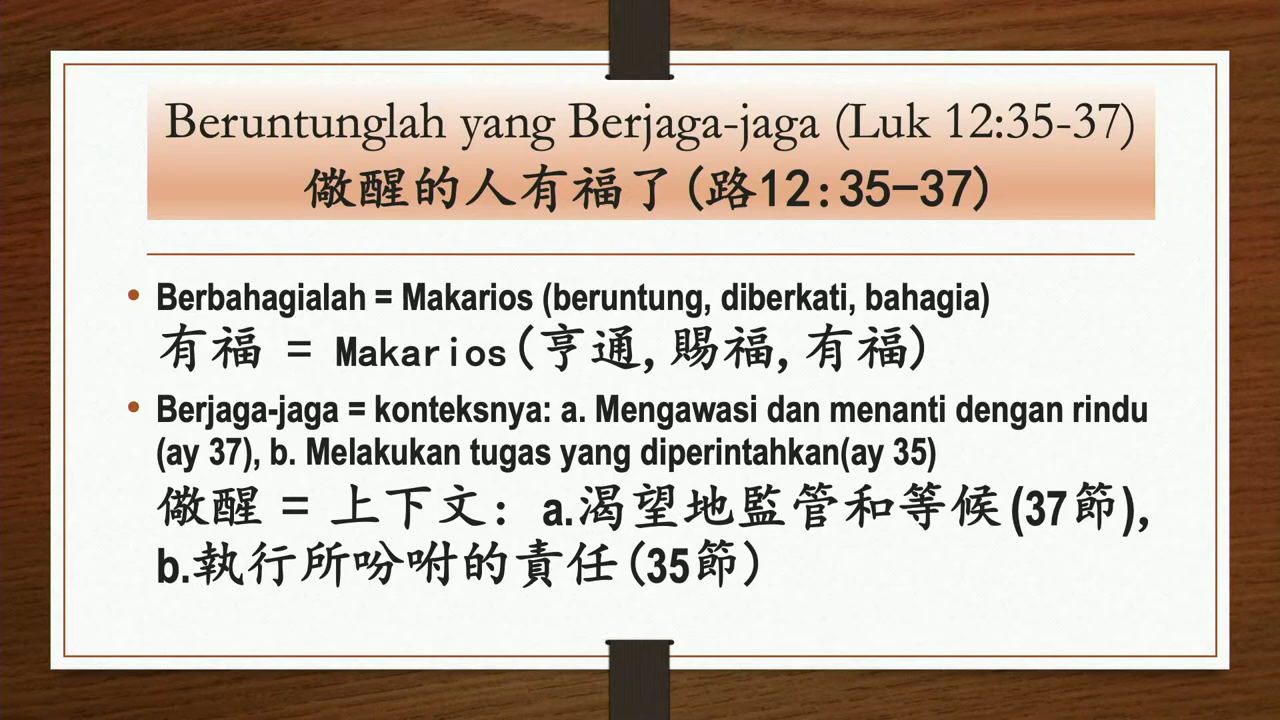 Beruntunglah yang Berjaga-jaga (Luk 12:35-37)
儆醒的人有福了(路12:35-37)
• Berbahagialah = Makarios (beruntung, diberkati, bahagia)
有福 = Makarios(亨通,賜福,有福)
• Berjaga-jaga = konteksnya: a. Mengawasi dan menanti dengan rindu
(ay 37), b. Melakukan tugas yang diperintahkan(ay 35)
儆醒 = 上下文: a.渴望地監管和等候(37節),
b.執行所吩咐的責任(35節)